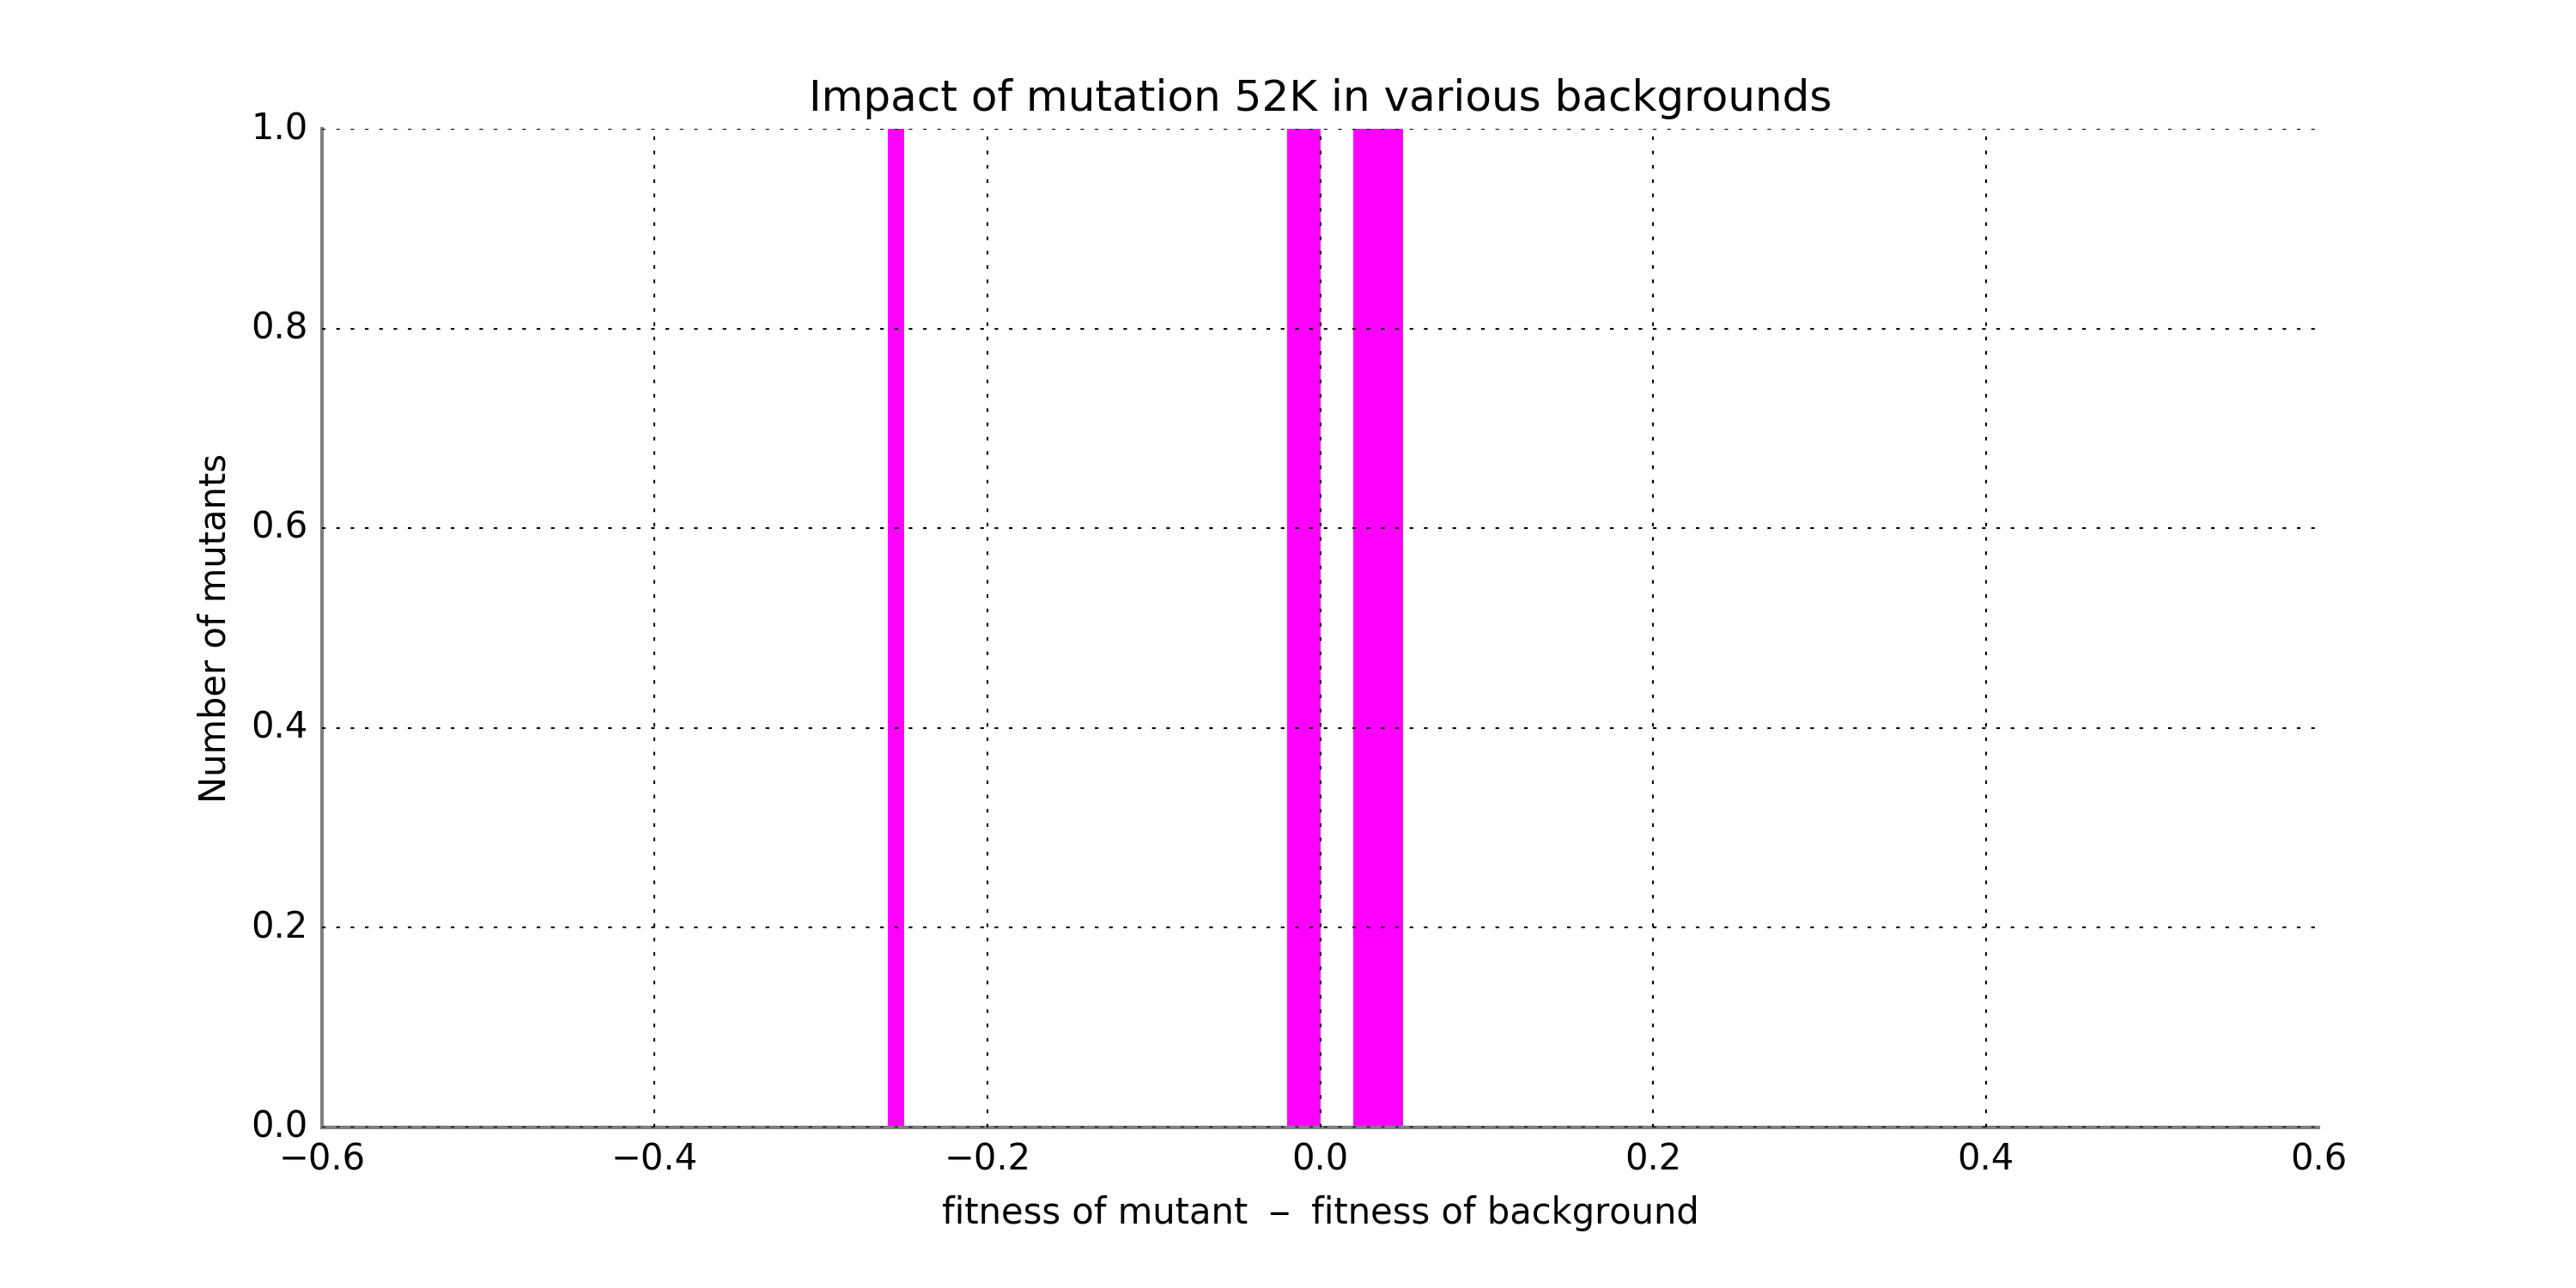 Impact of mutation 52K in various backgrounds
1.0
0.8
0.6
0.4
0.2
0.0
Number of mutants
−0.6 −0.4 −0.2 0.0 0.2 0.4 0.6
fitness of mutant − fitness of background